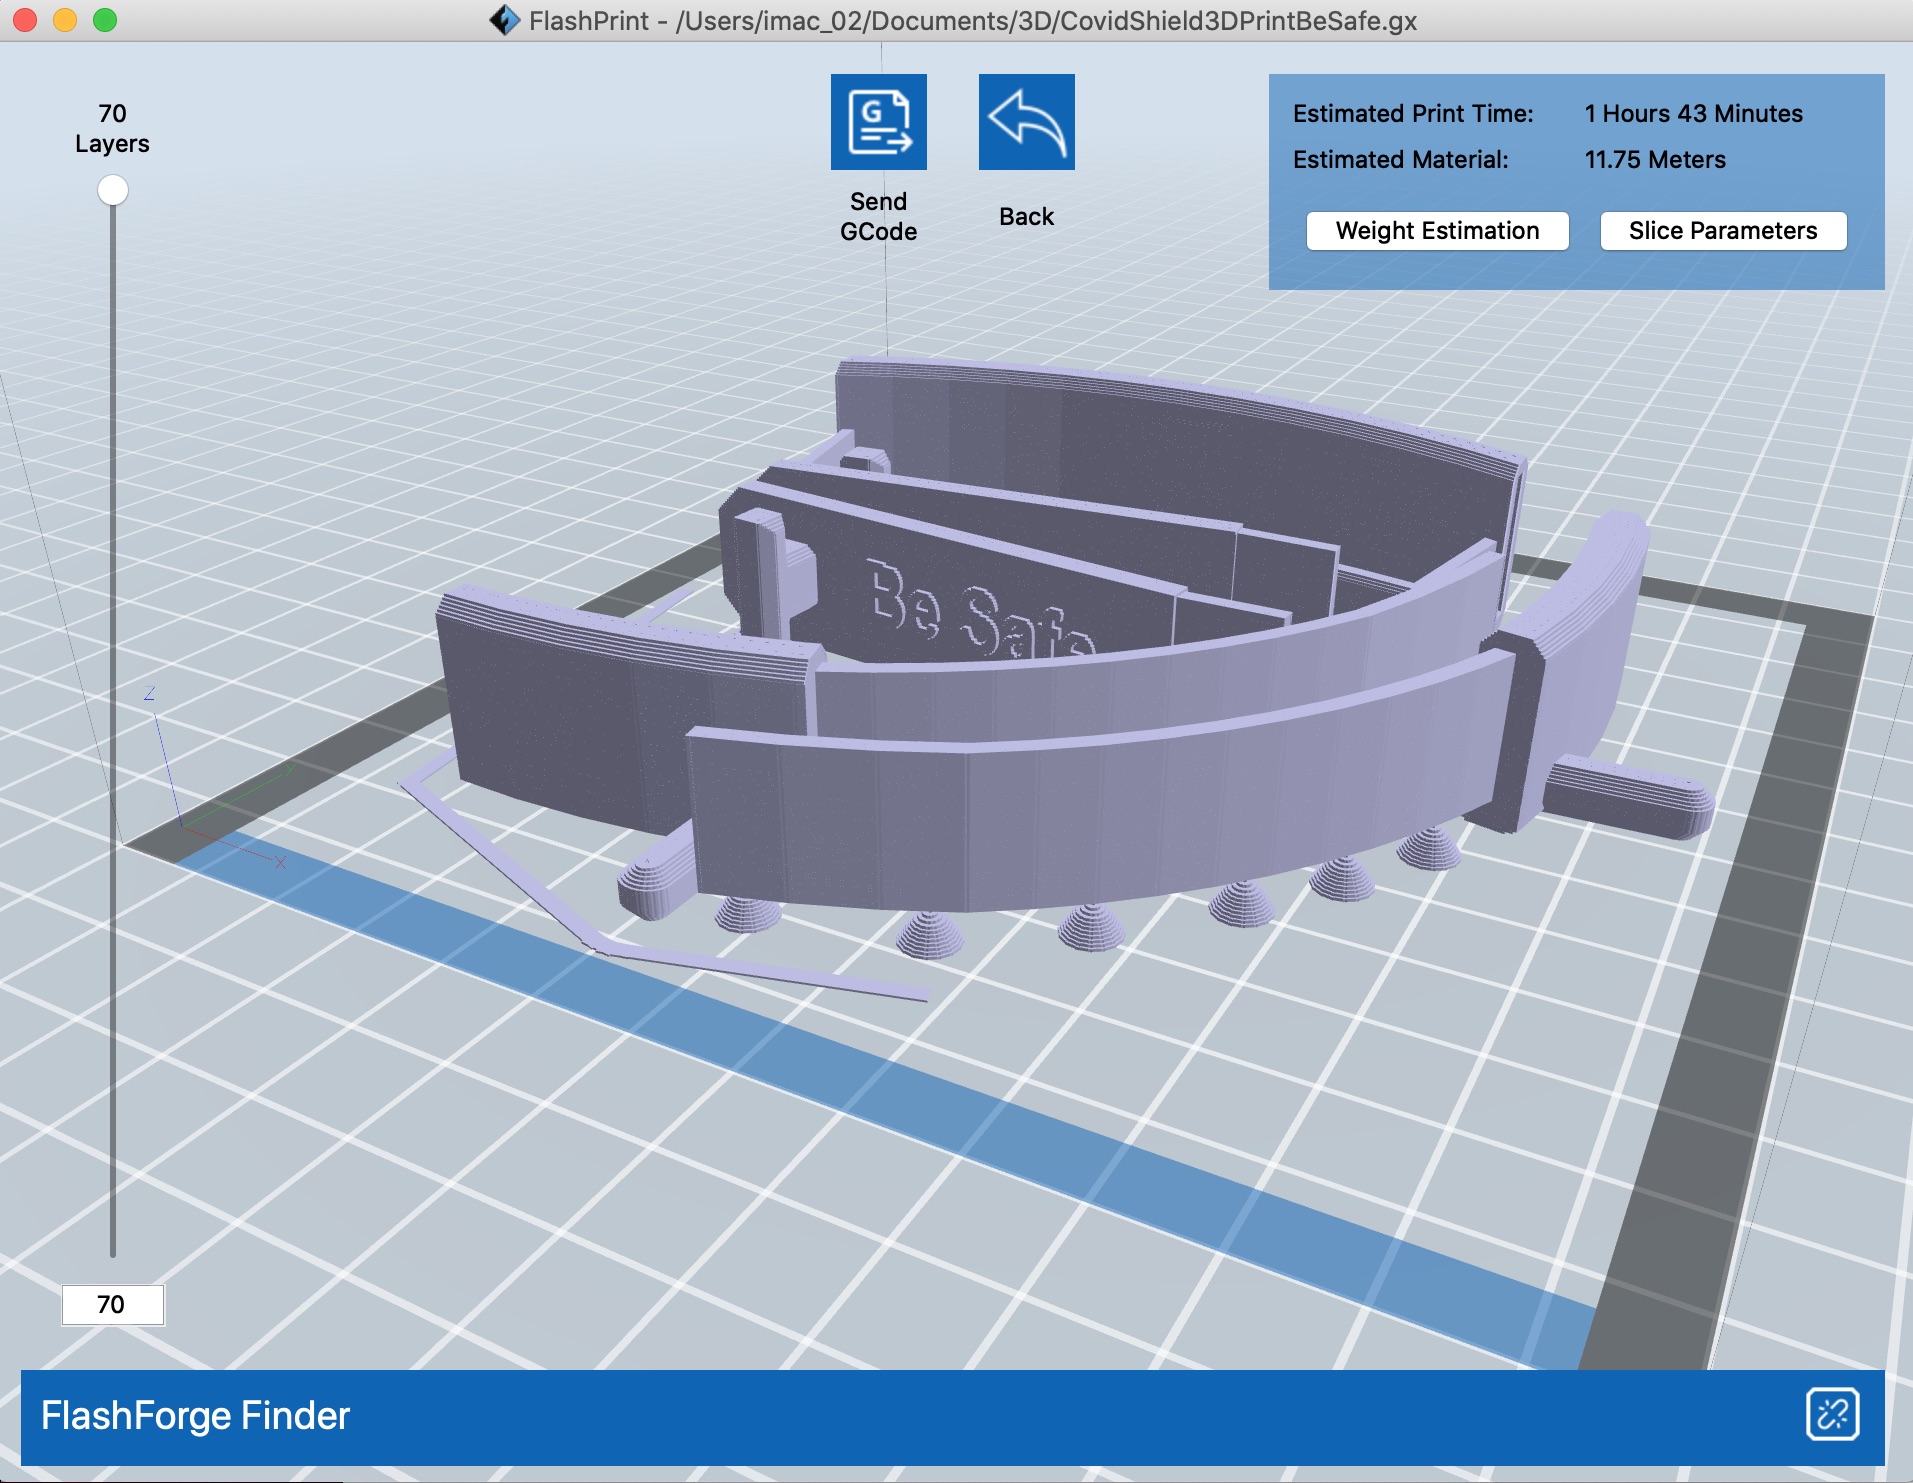 FlashPrint - /Users/imac_02/Documents/3D/CovidShield3DPrintBeSafe.gx
70
Layers
Send
GCode
Back
Estimated Print Time: 1 Hours 43 Minutes
Estimated Material: 11.75 Meters
Weight Estimation
Slice Parameters
Be Safe
Z
Y
X
70
FlashForge Finder